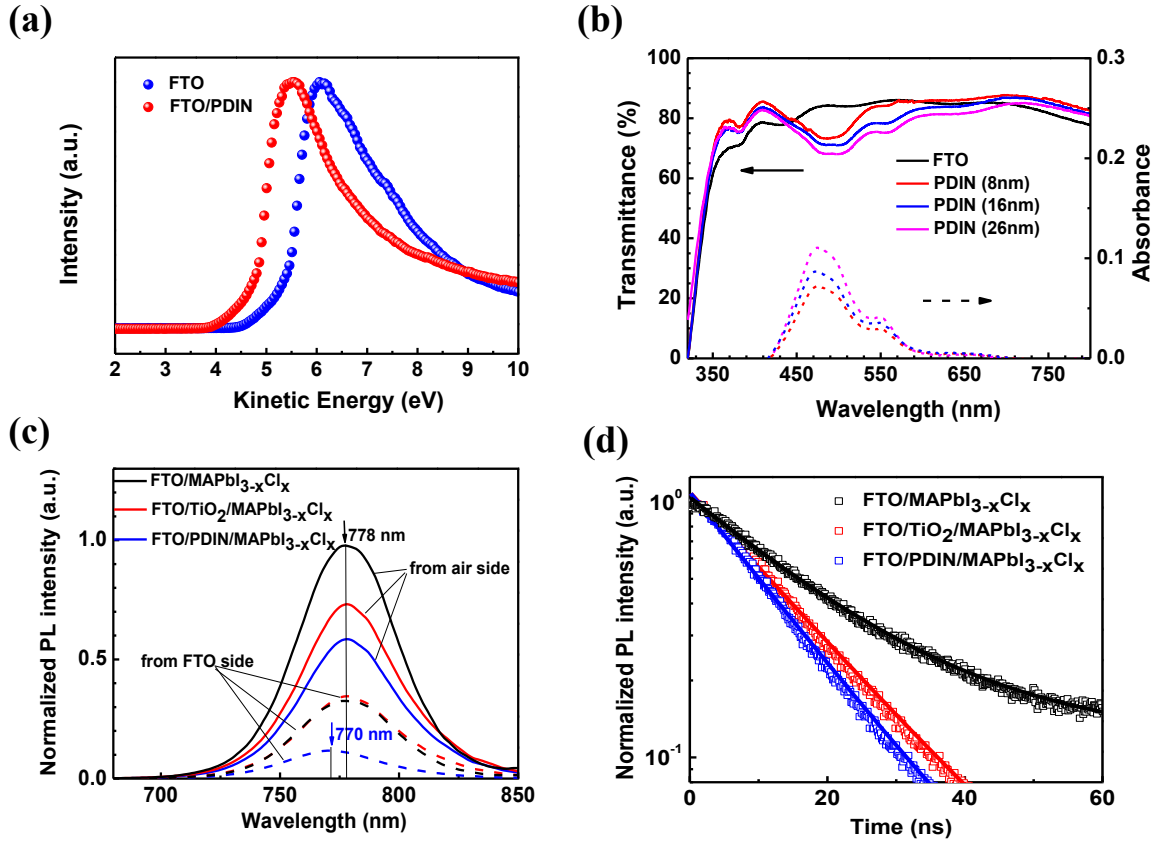 (a)
Intensity (a.u.)
FTO
FTO/PDIN
2 3 4 5 6 7 8 9 10
Kinetic Energy (eV)
(b)
Transmittance (%)
100
80
60
40
20
0
FTO
PDIN (8nm)
PDIN (16nm)
PDIN (26nm)
0.3
0.2
0.1
0.0
Absorbance
350 450 550 650 750
Wavelength (nm)
(c)
Normalized PL intensity (a.u.)
1.0
0.5
0.0
FTO/MAPbI3-xClx
FTO/TiO2/MAPbI3-xClx
FTO/PDIN/MAPbI3-xClx
778 nm
from air side
from FTO side
770 nm
700 750 800 850
Wavelength (nm)
(d)
Normalized PL intensity (a.u.)
10^0
10^-1
FTO/MAPbI3-xClx
FTO/TiO2/MAPbI3-xClx
FTO/PDIN/MAPbI3-xClx
0 20 40 60
Time (ns)